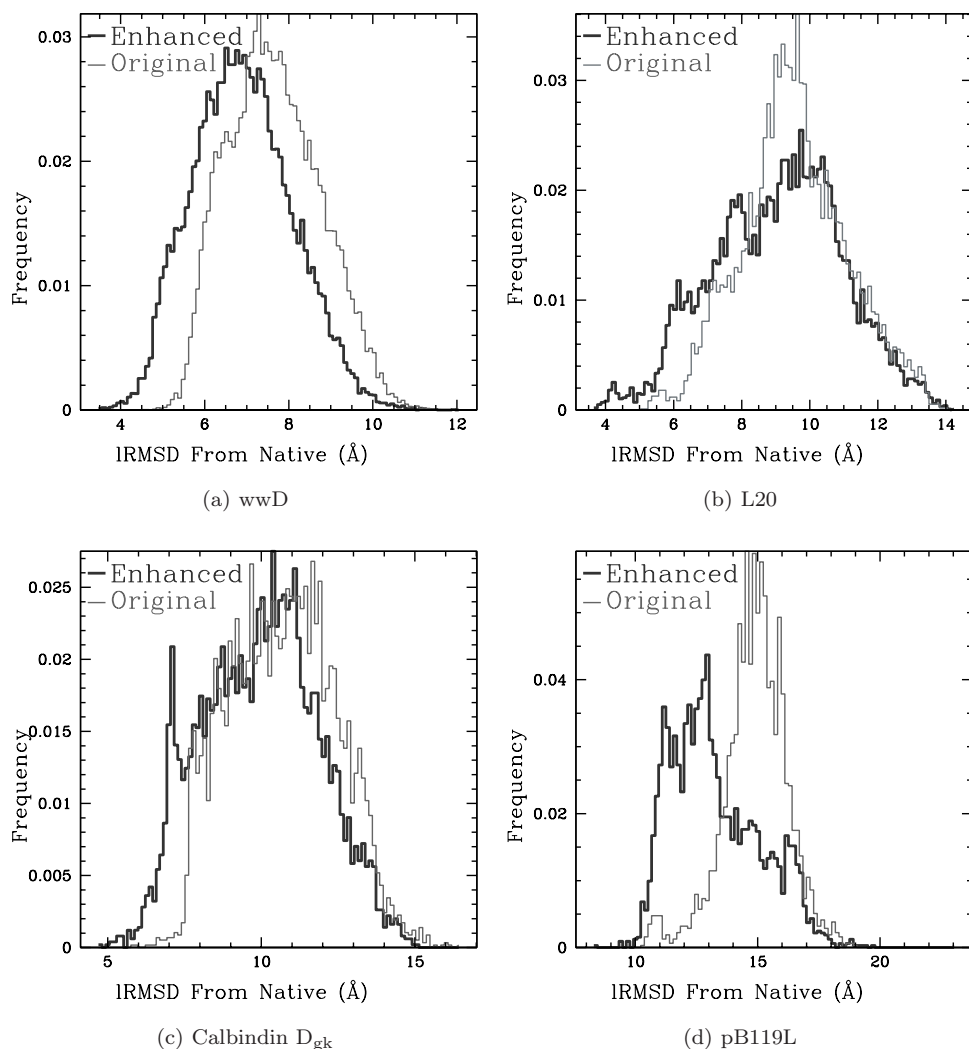 Enhanced
Original
Frequency
0.03
0.02
0.01
0
4
6
8
10
12
lRMSD From Native (Å)
(a) wwD
Enhanced
Original
Frequency
0.03
0.02
0.01
0
4
6
8
10
12
14
lRMSD From Native (Å)
(b) L20
Enhanced
Original
Frequency
0.025
0.02
0.015
0.01
0.005
0
5
10
15
lRMSD From Native (Å)
(c) Calbindin Dgk
Enhanced
Original
Frequency
0.04
0.02
0
10
15
20
lRMSD From Native (Å)
(d) pB119L